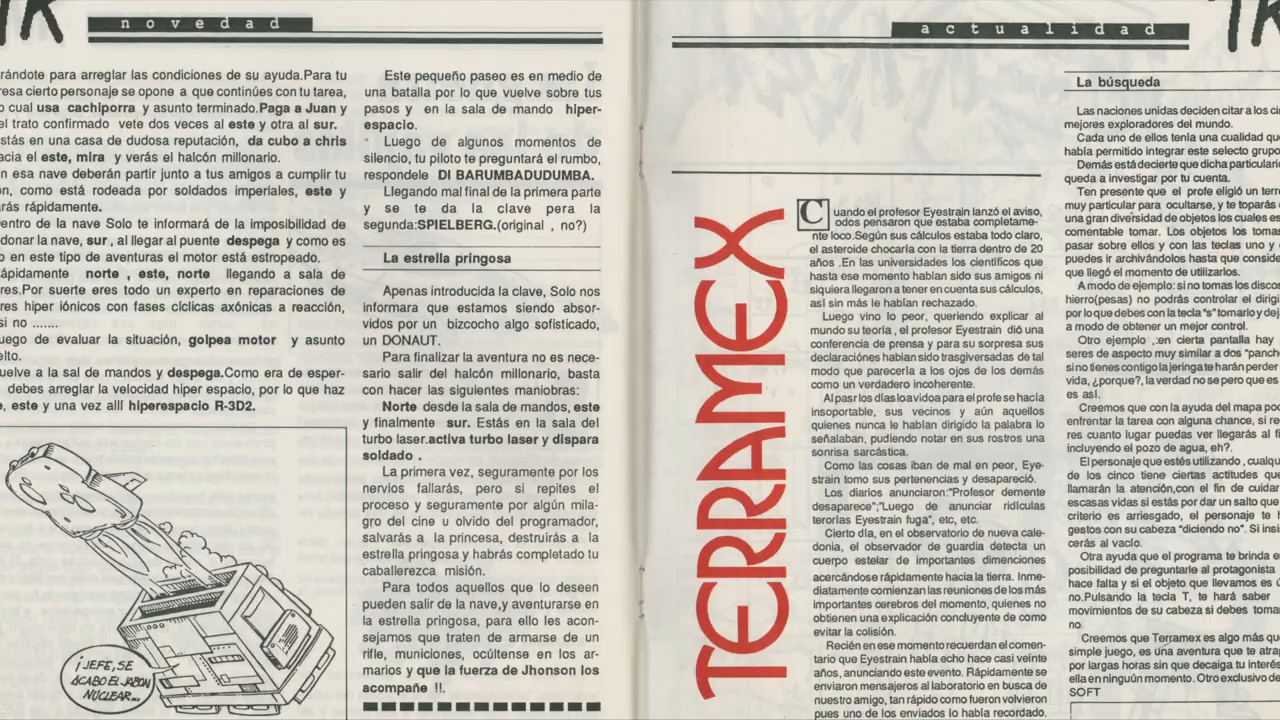 novedad
rándote para arreglar las condiciones de su ayuda.Para tu
resa cierto personaje se opone a que continúes con tu tarea,
o cual usa cachiporra y asunto terminado.Paga a Juan y
el trato confirmado vete dos veces al este y otra al sur.
stás en una casa de dudosa reputación, da cubo a chris
acia el este, mira y verás el halcón millonario.
n esa nave deberán partir junto a tus amigos a cumplir tu
ón, como está rodeada por soldados imperiales, este y
arás rápidamente.
entro de la nave Solo te informará de la imposibilidad de
donar la nave, sur , al llegar al puente despega y como es
o en este tipo de aventuras el motor está estropeado.
ápidamente norte , este, norte llegando a sala de
res.Por suerte eres todo un experto en reparaciones de
res hiper iónicos con fases cíclicas axónicas a reacción,
si no .......
uego de evaluar la situación, golpea motor y asunto
elto.
uelve a la sal de mandos y despega.Como era de esper-
debes arreglar la velocidad hiper espacio, por lo que haz
e, este y una vez allí hiperespacio R-3D2.
¡JEFE, SE
ACABO EL JABON
NUCLEAR...
Este pequeño paseo es en medio de
una batalla por lo que vuelve sobre tus
pasos y en la sala de mando hiper-
espacio.
Luego de algunos momentos de
silencio, tu piloto te preguntará el rumbo,
respondele DI BARUMBADUDUMBA.
Llegando mal final de la primera parte
y se te da la clave pera la
segunda:SPIELBERG.(original , no?)
La estrella pringosa
Apenas introducida la clave, Solo nos
informara que estamos siendo absor-
vidos por un bizcocho algo sofisticado,
un DONAUT.
Para finalizar la aventura no es nece-
sario salir del halcón millonario, basta
con hacer las siguientes maniobras:
Norte desde la sala de mandos, este
y finalmente sur. Estás en la sala del
turbo laser.activa turbo laser y dispara
soldado .
La primera vez, seguramente por los
nervios fallarás, pero si repites el
proceso y seguramente por algún mila-
gro del cine u olvido del programador,
salvarás a la princesa, destruirás a la
estrella pringosa y habrás completado tu
caballerezca misión.
Para todos aquellos que lo deseen
pueden salir de la nave,y aventurarse en
la estrella pringosa, para ello les acon-
sejamos que traten de armarse de un
rifle, municiones, ocúltense en los ar-
marios y que la fuerza de Jhonson los
acompañe !!.
actualidad
TERRAMEX
Cuando el profesor Eyestrain lanzó el aviso,
odos pensaron que estaba completame-
nte loco.Según sus cálculos estaba todo claro,
el asteroide chocaría con la tierra dentro de 20
años .En las universidades los científicos que
hasta ese momento habían sido sus amigos ni
siquiera llegaron a tener en cuenta sus cálculos,
así sin más le habían rechazado.
Luego vino lo peor, queriendo explicar al
mundo su teoría , el profesor Eyestrain dió una
conferencia de prensa y para su sorpresa sus
declaraciónes habían sido trasgiversadas de tal
modo que parecería a los ojos de los demás
como un verdadero incoherente.
Al pasr los días loa vidoa para el profe se hacía
insoportable, sus vecinos y aún aquellos
quienes nunca le habían dirigido la palabra lo
señalaban, pudiendo notar en sus rostros una
sonrisa sarcástica.
Como las cosas iban de mal en peor, Eye-
strain tomo sus pertenencias y desapareció.
Los diarios anunciaron:"Profesor demente
desaparece";"Luego de anunciar ridículas
terorías Eyestrain fuga", etc, etc.
Cierto día, en el observatorio de nueva cale-
donia, el observador de guardia detecta un
cuerpo estelar de importantes dimenciones
acercándose rápidamente hacia la tierra. Inme-
diatamente comienzan las reuniones de los más
importantes cerebros del momento, quienes no
obtienen una explicación concluyente de como
evitar la colisión.
Recién en ese momento recuerdan el comen-
tario que Eyestrain había echo hace casi veinte
años, anunciando este evento. Rápidamente se
enviaron mensajeros al laboratorio en busca de
nuestro amigo, tan rápido como fueron volvieron
pues uno de los enviados lo había recordado.
La búsqueda
Las naciones unidas deciden citar a los cin
mejores exploradores del mundo.
Cada uno de ellos tenía una cualidad que
había permitido integrar este selecto grupo
Demás está decierte que dicha particularid
queda a investigar por tu cuenta.
Ten presente que el profe eligió un terr
muy particular para ocultarse, y te toparás
una gran diversidad de objetos los cuales es
comentable tomar. Los objetos los tomas
pasar sobre ellos y con las teclas uno y
puedes ir archivándolos hasta que conside
que llegó el momento de utilizarlos.
A modo de ejemplo: si no tomas los discos
hierro(pesas) no podrás controlar el dirigi
por lo que debes con la tecla "s" tomarlo y dej
a modo de obtener un mejor control.
Otro ejemplo ,:en cierta pantalla hay
seres de aspecto muy similar a dos "panch
si no tienes contigo la jeringa te harán perder
vida, ¿porque?, la verdad no se pero que es
es así.
Creemos que con la ayuda del mapa pod
enfrentar la tarea con alguna chance, si re
res cuanto lugar puedas ver llegarás al fi
incluyendo el pozo de agua, eh?.
El personaje que estés utilizando , cualqu
de los cinco tiene ciertas actitudes que
llamarán la atención,con el fin de cuidar
escasas vidas si estás por dar un salto que
criterio es arriesgado, el personaje te h
gestos con su cabeza "diciendo no". Si insi
cerás al vacío.
Otra ayuda que el programa te brinda e
posibilidad de preguntarle al protagonista
hace falta y si el objeto que llevamos es ú
no.Pulsando la tecla T, te hará saber
movimientos de su cabeza si debes toma
no.
Creemos que Terramex es algo más qu
simple juego, es una aventura que te atrap
por largas horas sin que decaiga tu interés
ella en ningún momento. Otro exclusivo de
SOFT